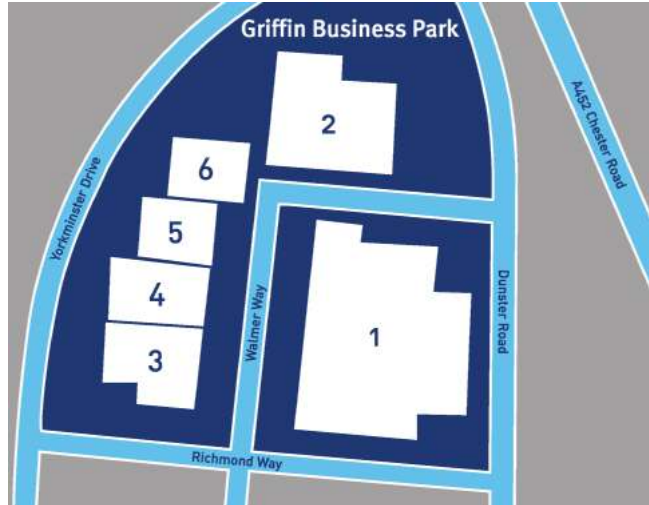 Griffin Business Park
A452 Chester Road
2
6
Yorkminster Drive
5
4
Walmer Way
Dunster Road
1
3
Richmond Way